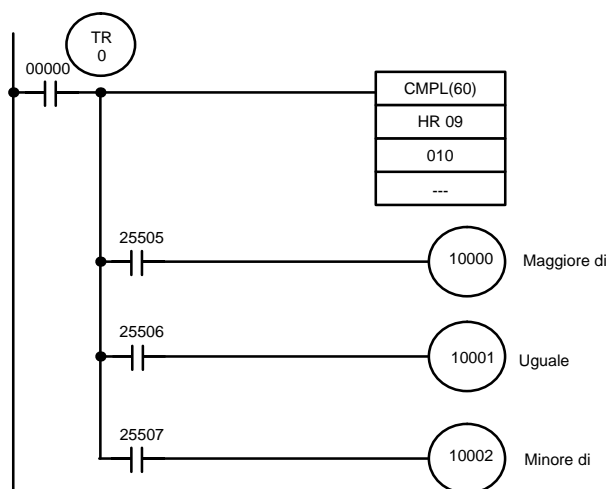 TR
0
00000
CMPL(60)
HR 09
010
---
25505
10000 Maggiore di
25506
10001 Uguale
25507
10002 Minore di